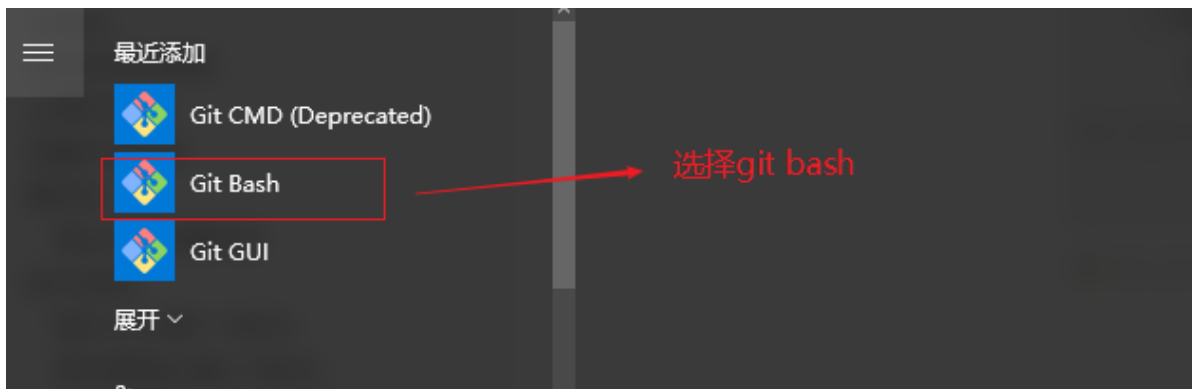 最近添加
Git CMD (Deprecated)
Git Bash
选择git bash
Git GUI
展开